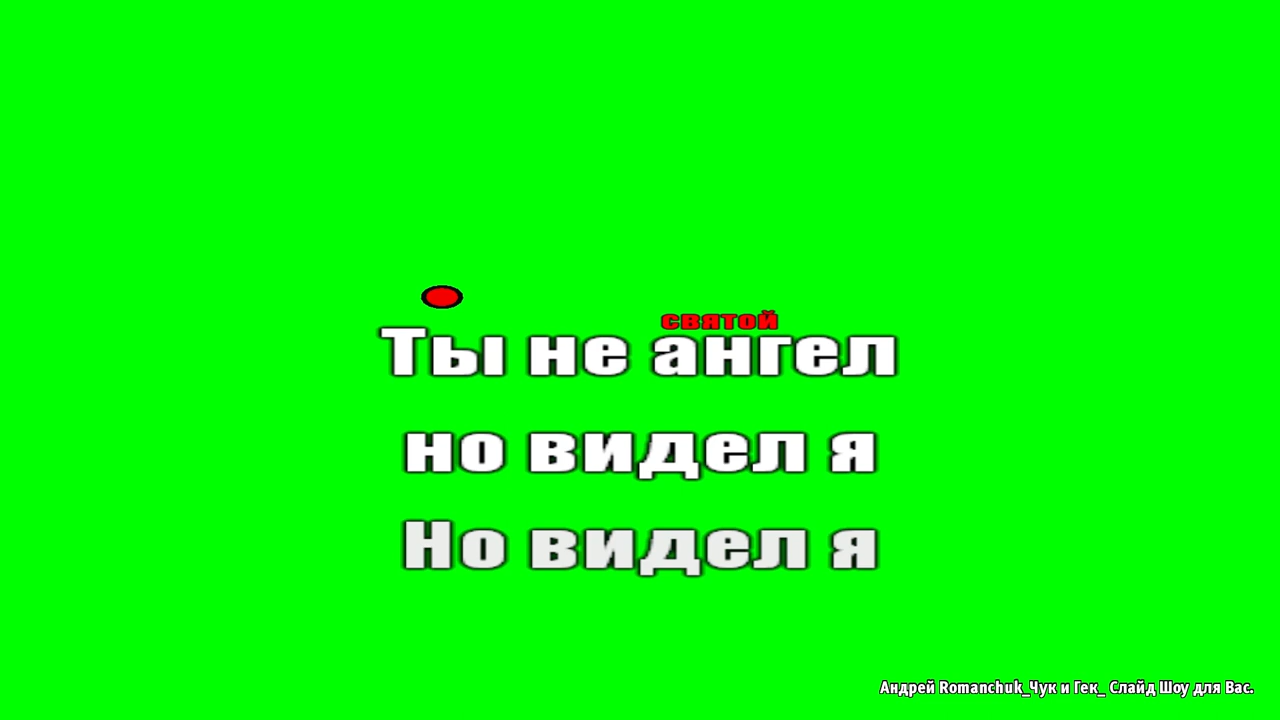 святой
Ты не ангел
но видел я
Но видел я
Андрей Romanchuk_Чук и Гек_ Слайд Шоу для Вас.